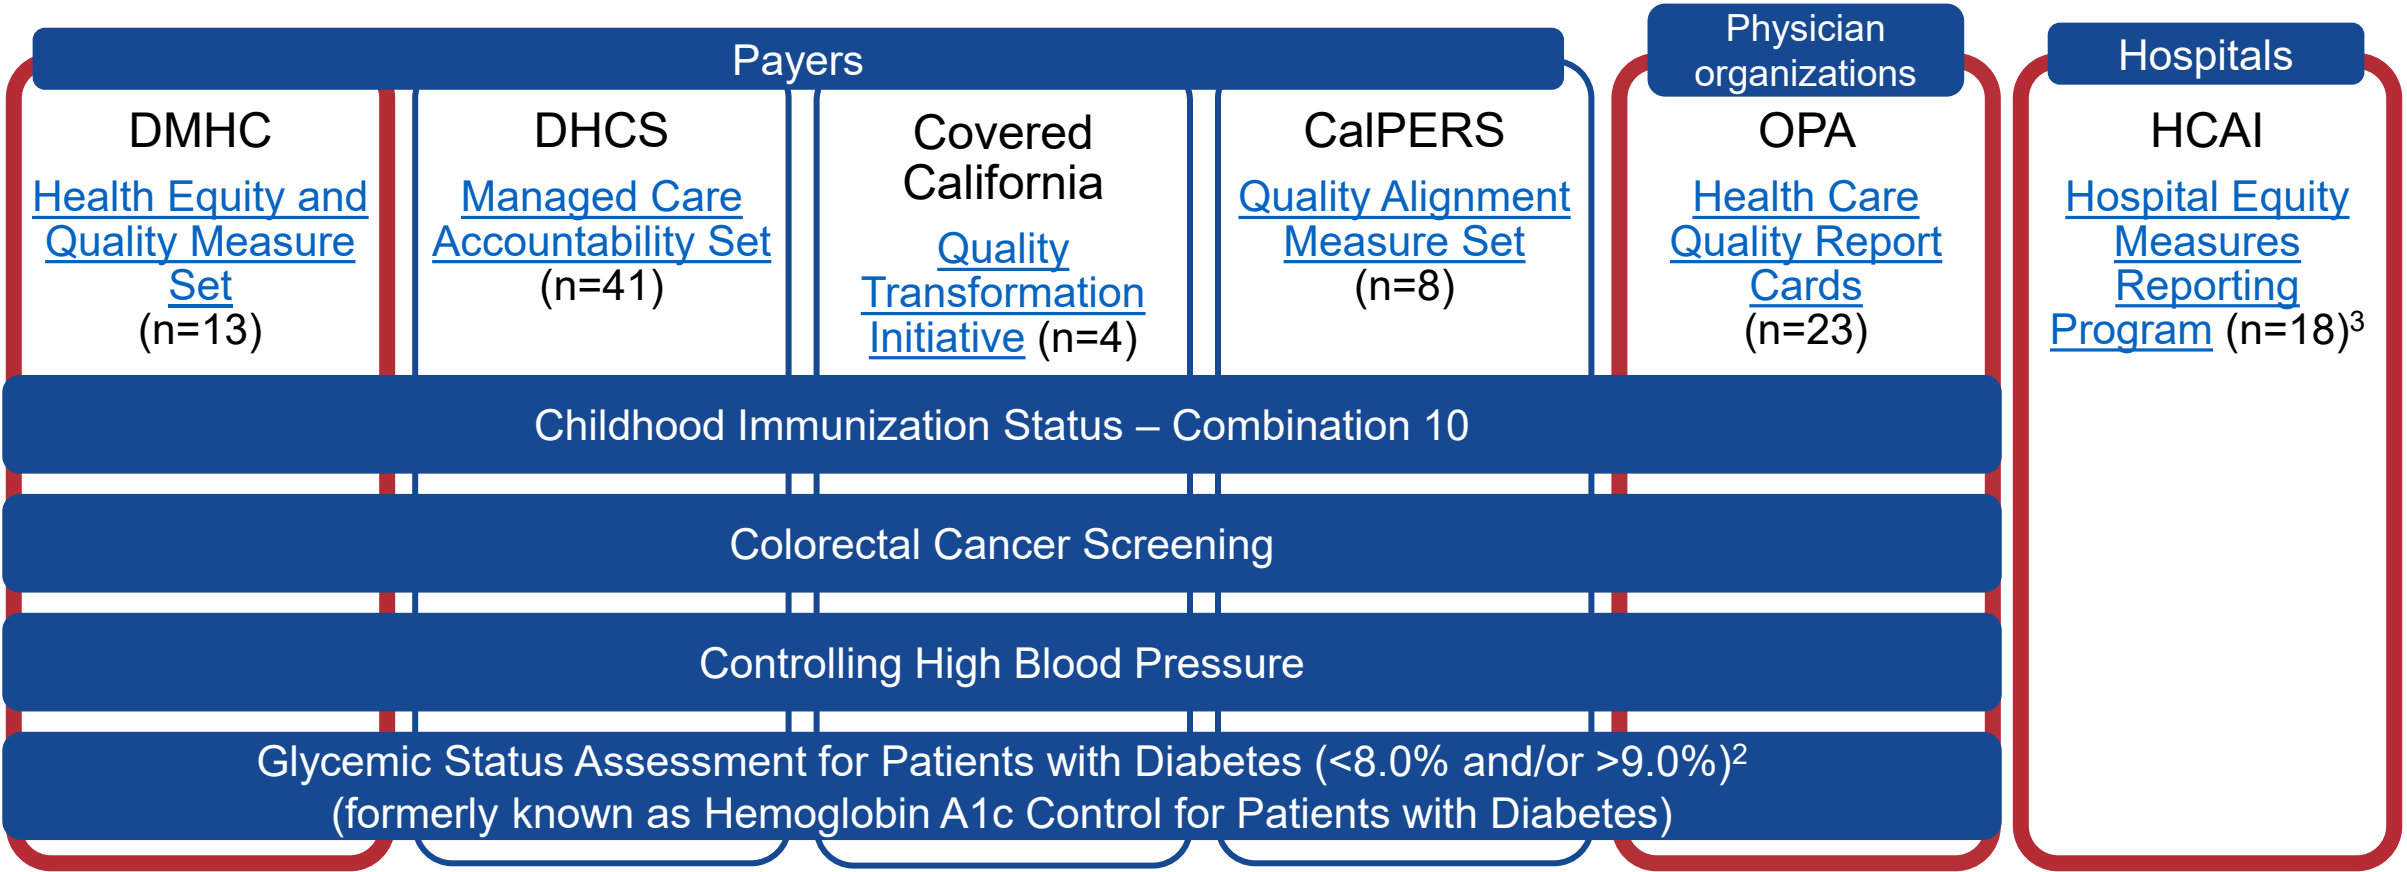 Payers
Physician
organizations
Hospitals
DMHC
Health Equity and
Quality Measure
Set
(n=13)
DHCS
Managed Care
Accountability Set
(n=41)
Covered
California
Quality
Transformation
Initiative (n=4)
CalPERS
Quality Alignment
Measure Set
(n=8)
OPA
Health Care
Quality Report
Cards
(n=23)
HCAI
Hospital Equity
Measures
Reporting
Program (n=18)³
Childhood Immunization Status – Combination 10
Colorectal Cancer Screening
Controlling High Blood Pressure
Glycemic Status Assessment for Patients with Diabetes (<8.0% and/or >9.0%)²
(formerly known as Hemoglobin A1c Control for Patients with Diabetes)